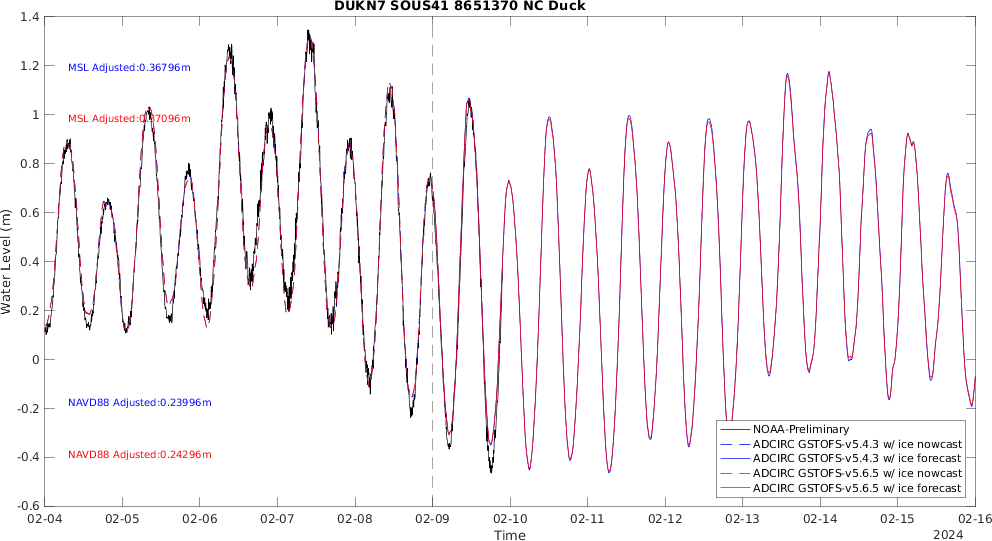 DUKN7 SOUS41 8651370 NC Duck
1.4
1.2
1
0.8
0.6
0.4
0.2
0
-0.2
-0.4
-0.6
Water Level (m)
MSL Adjusted:0.36796m
MSL Adjusted:0.37096m
NAVD88 Adjusted:0.23996m
NAVD88 Adjusted:0.24296m
NOAA-Preliminary
ADCIRC GSTOFS-v5.4.3 w/ ice nowcast
ADCIRC GSTOFS-v5.4.3 w/ ice forecast
ADCIRC GSTOFS-v5.6.5 w/ ice nowcast
ADCIRC GSTOFS-v5.6.5 w/ ice forecast
02-04 02-05 02-06 02-07 02-08 02-09 02-10 02-11 02-12 02-13 02-14 02-15 02-16
Time
2024